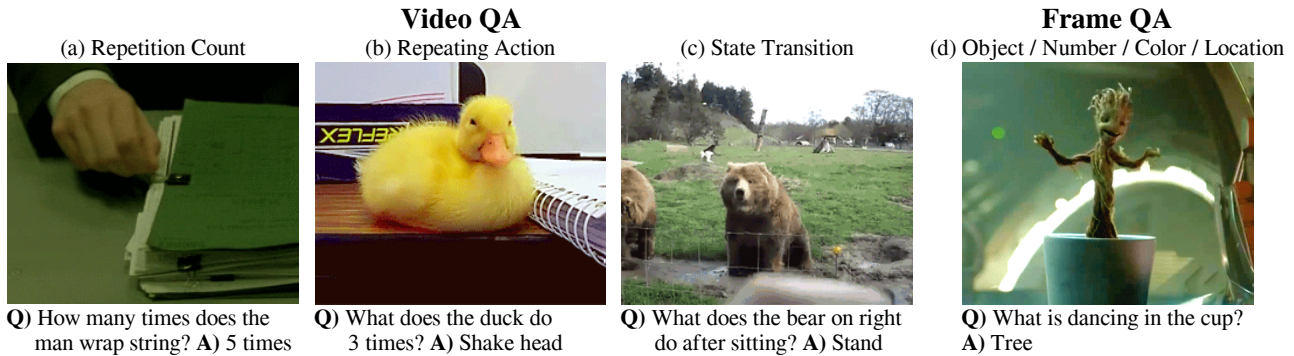 Video QA
Frame QA
(a) Repetition Count
(b) Repeating Action
(c) State Transition
(d) Object / Number / Color / Location
REFLEX
Q) How many times does the
man wrap string? A) 5 times
Q) What does the duck do
3 times? A) Shake head
Q) What does the bear on right
do after sitting? A) Stand
Q) What is dancing in the cup?
A) Tree